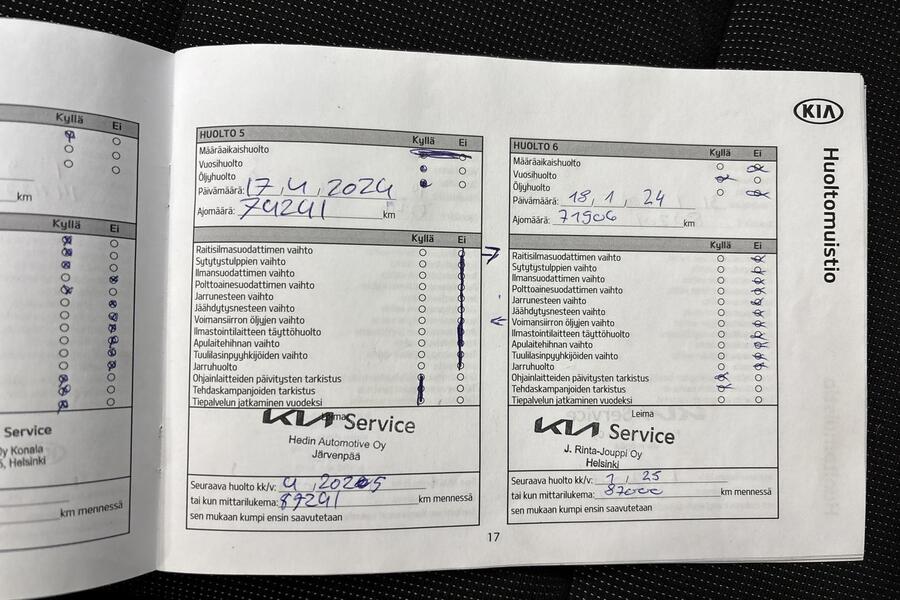 Kyllä Ei
km
Kyllä Ei
Service
Oy Konala
Helsinki
km mennessä
HUOLTO 5
Kyllä Ei
Määräaikaishuolto
Vuosihuolto
Öljyhuolto
Päivämäärä: 17, 4, 2024
Ajomäärä: 74241 km
Kyllä Ei
Raitisilmasuodattimen vaihto
Sytytystulppien vaihto
Ilmansuodattimen vaihto
Polttoainesuodattimen vaihto
Jarrunesteen vaihto
Jäähdytysnesteen vaihto
Voimansiirron öljyjen vaihto
Ilmastointilaitteen täyttöhuolto
Apulaitehihnan vaihto
Tuulilasinpyyhkijöiden vaihto
Jarruhuolto
Ohjainlaitteiden päivitysten tarkistus
Tehdaskampanjoiden tarkistus
Tiepalvelun jatkaminen vuodeksi
Leima
KIA Service
Hedin Automotive Oy
Järvenpää
Seuraava huolto kk/v: 4, 2025
tai kun mittarilukema: 87241 km mennessä
sen mukaan kumpi ensin saavutetaan
HUOLTO 6
Kyllä Ei
Määräaikaishuolto
Vuosihuolto
Öljyhuolto
Päivämäärä: 18, 1, 24
Ajomäärä: 71906 km
Kyllä Ei
Raitisilmasuodattimen vaihto
Sytytystulppien vaihto
Ilmansuodattimen vaihto
Polttoainesuodattimen vaihto
Jarrunesteen vaihto
Jäähdytysnesteen vaihto
Voimansiirron öljyjen vaihto
Ilmastointilaitteen täyttöhuolto
Apulaitehihnan vaihto
Tuulilasinpyyhkijöiden vaihto
Jarruhuolto
Ohjainlaitteiden päivitysten tarkistus
Tehdaskampanjoiden tarkistus
Tiepalvelun jatkaminen vuodeksi
Leima
KIA Service
J. Rinta-Jouppi Oy
Helsinki
Seuraava huolto kk/v: 1, 25
tai kun mittarilukema: 87000 km mennessä
sen mukaan kumpi ensin saavutetaan
17
KIA
Huoltomuistio